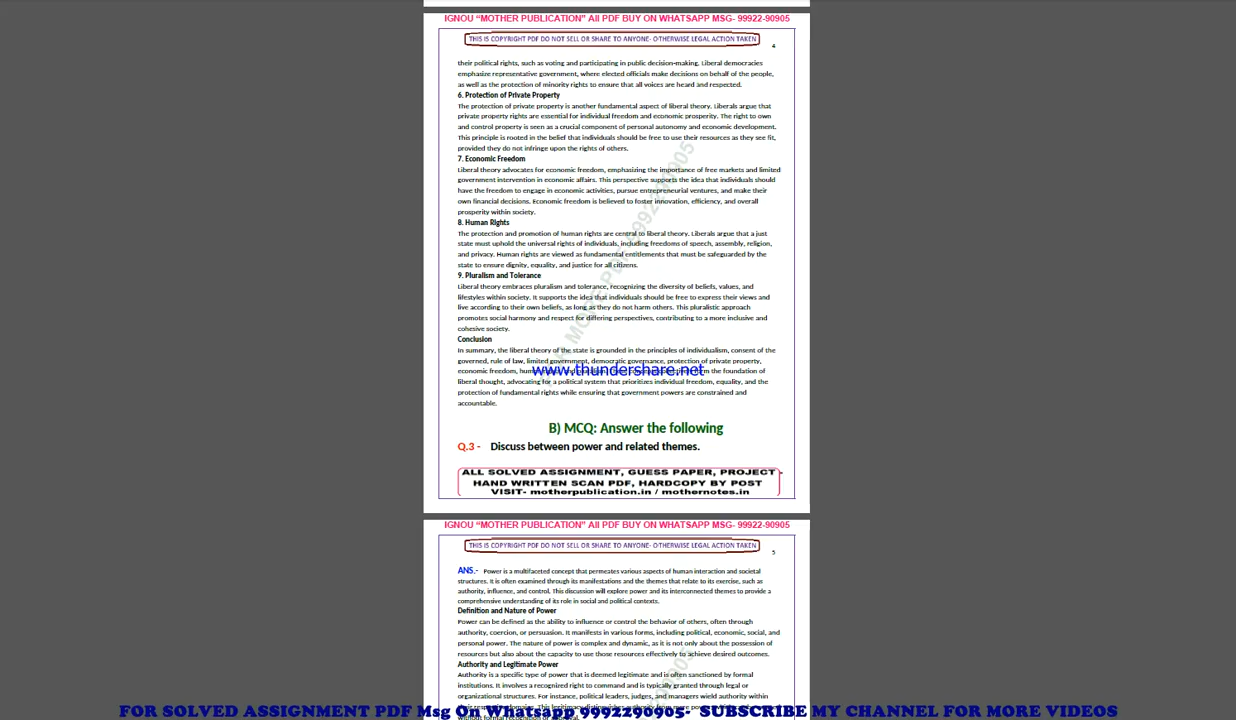 IGNOU “MOTHER PUBLICATION” All PDF BUY ON WHATSAPP MSG- 99922-90905
THIS IS COPYRIGHT PDF DO NOT SELL OR SHARE TO ANYONE- OTHERWISE LEGAL ACTION TAKEN
4
their political rights, such as voting and participating in public decision-making. Liberal democracies
emphasize representative government, where elected officials make decisions on behalf of the people,
as well as the protection of minority rights to ensure that all voices are heard and respected.
6. Protection of Private Property
The protection of private property is another fundamental aspect of liberal theory. Liberals argue that
private property rights are essential for individual freedom and economic prosperity. The right to own
and control property is seen as a crucial component of personal autonomy and economic development.
This principle is rooted in the belief that individuals should be free to use their resources as they see fit,
provided they do not infringe upon the rights of others.
7. Economic Freedom
Liberal theory advocates for economic freedom, emphasizing the importance of free markets and limited
government intervention in economic affairs. This perspective supports the idea that individuals should
have the freedom to engage in economic activities, pursue entrepreneurial ventures, and make their
own financial decisions. Economic freedom is believed to foster innovation, efficiency, and overall
prosperity within society.
8. Human Rights
The protection and promotion of human rights are central to liberal theory. Liberals argue that a just
state must uphold the universal rights of individuals, including freedoms of speech, assembly, religion,
and privacy. Human rights are viewed as fundamental entitlements that must be safeguarded by the
state to ensure dignity, equality, and justice for all citizens.
9. Pluralism and Tolerance
Liberal theory embraces pluralism and tolerance, recognizing the diversity of beliefs, values, and
lifestyles within society. It supports the idea that individuals should be free to express their views and
live according to their own beliefs, as long as they do not harm others. This pluralistic approach
promotes social harmony and respect for differing perspectives, contributing to a more inclusive and
cohesive society.
Conclusion
In summary, the liberal theory of the state is grounded in the principles of individualism, consent of the
governed, rule of law, limited government, democratic governance, protection of private property,
economic freedom, the foundation of
www.thundershare.net
liberal thought, advocating for a political system that prioritizes individual freedom, equality, and the
protection of fundamental rights while ensuring that government powers are constrained and
accountable.
B) MCQ: Answer the following
Q.3 - Discuss between power and related themes.
ALL SOLVED ASSIGNMENT, GUESS PAPER, PROJECT -
HAND WRITTEN SCAN PDF, HARDCOPY BY POST
VISIT- motherpublication.in / mothernotes.in
IGNOU “MOTHER PUBLICATION” All PDF BUY ON WHATSAPP MSG- 99922-90905
THIS IS COPYRIGHT PDF DO NOT SELL OR SHARE TO ANYONE- OTHERWISE LEGAL ACTION TAKEN
5
ANS.- Power is a multifaceted concept that permeates various aspects of human interaction and societal
structures. It is often examined through its manifestations and the themes that relate to its exercise, such as
authority, influence, and control. This discussion will explore power and its interconnected themes to provide a
comprehensive understanding of its role in social and political contexts.
Definition and Nature of Power
Power can be defined as the ability to influence or control the behavior of others, often through
authority, coercion, or persuasion. It manifests in various forms, including political, economic, social, and
personal power. The nature of power is complex and dynamic, as it is not only about the possession of
resources but also about the capacity to use those resources effectively to achieve desired outcomes.
Authority and Legitimate Power
Authority is a specific type of power that is deemed legitimate and is often sanctioned by formal
institutions. It involves a recognized right to command and is typically granted through legal or
organizational structures. For instance, political leaders, judges, and managers wield authority within
FOR SOLVED ASSIGNMENT PDF Msg On Whatsapp 9992290905- SUBSCRIBE MY CHANNEL FOR MORE VIDEOS